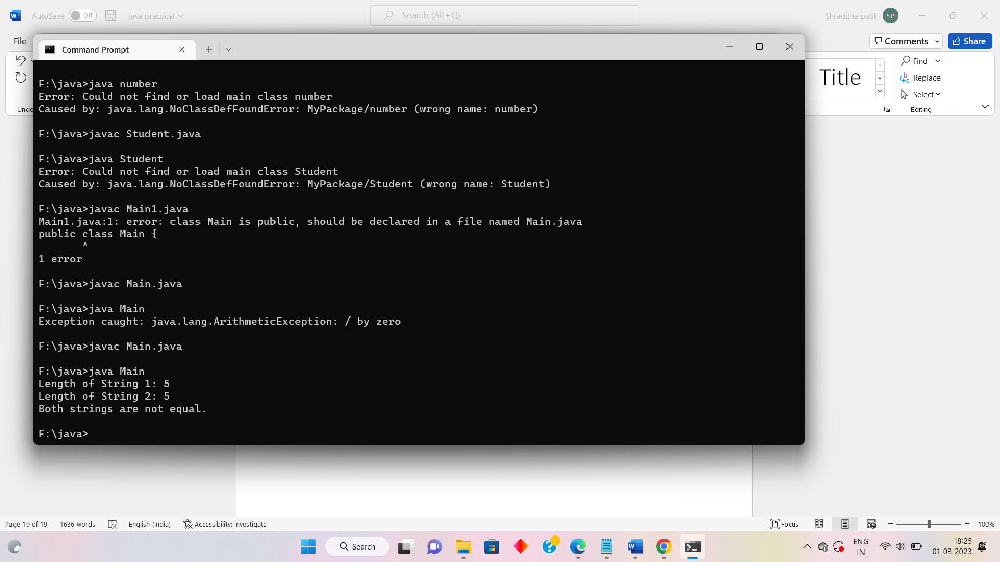 AutoSave Off java practical Search (Alt+Q) Shraddha patil SP
File Comments Share
Command Prompt
Undo
Title
Find
Replace
Select
Editing
F:\java>java number
Error: Could not find or load main class number
Caused by: java.lang.NoClassDefFoundError: MyPackage/number (wrong name: number)
F:\java>javac Student.java
F:\java>java Student
Error: Could not find or load main class Student
Caused by: java.lang.NoClassDefFoundError: MyPackage/Student (wrong name: Student)
F:\java>javac Main1.java
Main1.java:1: error: class Main is public, should be declared in a file named Main.java
public class Main {
^
1 error
F:\java>javac Main.java
F:\java>java Main
Exception caught: java.lang.ArithmeticException: / by zero
F:\java>javac Main.java
F:\java>java Main
Length of String 1: 5
Length of String 2: 5
Both strings are not equal.
F:\java>
Page 19 of 19 1636 words English (India) Accessibility: Investigate Focus 100%
Search ENG 18:25
IN 01-03-2023